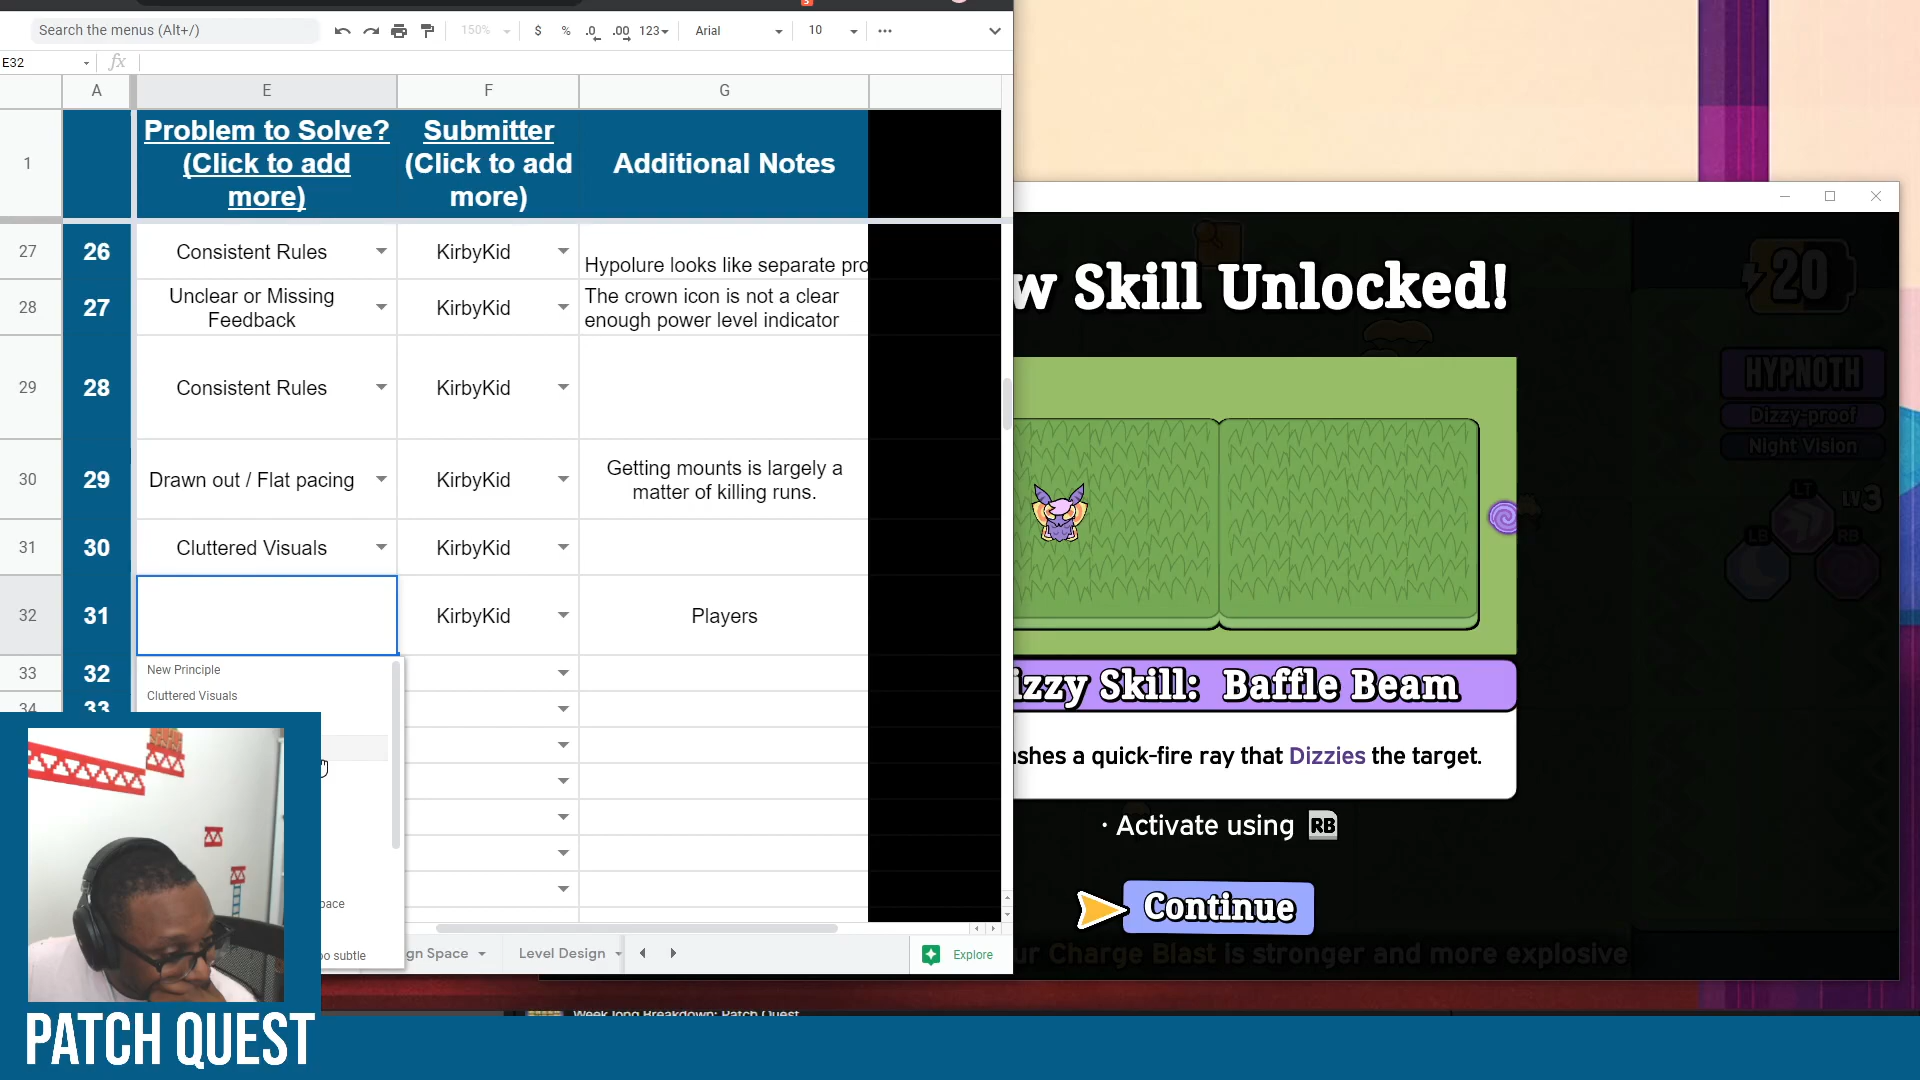 Search the menus (Alt+/)
150%
$
%
.0
.00
123
Arial
10
E32
fx
A
E
F
G
1
Problem to Solve?
(Click to add
more)
Submitter
(Click to add
more)
Additional Notes
27
26
Consistent Rules
KirbyKid
Hypolure looks like separate pro
28
27
Unclear or Missing
Feedback
KirbyKid
The crown icon is not a clear
enough power level indicator
29
28
Consistent Rules
KirbyKid
30
29
Drawn out / Flat pacing
KirbyKid
Getting mounts is largely a
matter of killing runs.
31
30
Cluttered Visuals
KirbyKid
32
31
KirbyKid
Players
33
32
New Principle
Cluttered Visuals
34
33
pace
oo subtle
gn Space
Level Design
Explore
w Skill Unlocked!
20
HYPNOTH
Dizzy-proof
Night Vision
LT
LV3
LB
RB
izzy Skill: Baffle Beam
ashes a quick-fire ray that Dizzies the target.
· Activate using RB
Continue
ur Charge Blast is stronger and more explosive
Week long Breakdown: Patch Quest
PATCH QUEST